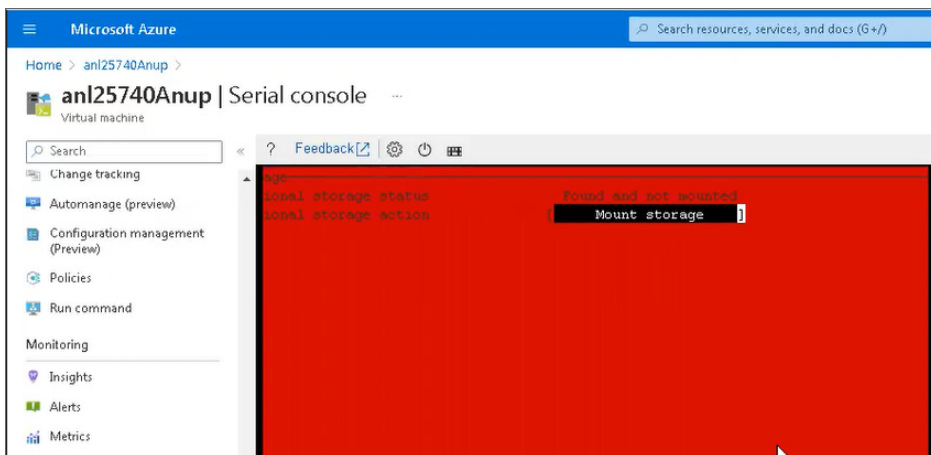 Microsoft Azure
Search resources, services, and docs (G+/)
Home > anl25740Anup >
anl25740Anup | Serial console ...
Virtual machine
Search
«
? Feedback
Change tracking
Automanage (preview)
Configuration management
(Preview)
Policies
Run command
Monitoring
Insights
Alerts
Metrics
age
ional storage status Found and not mounted
ional storage action [ Mount storage ]